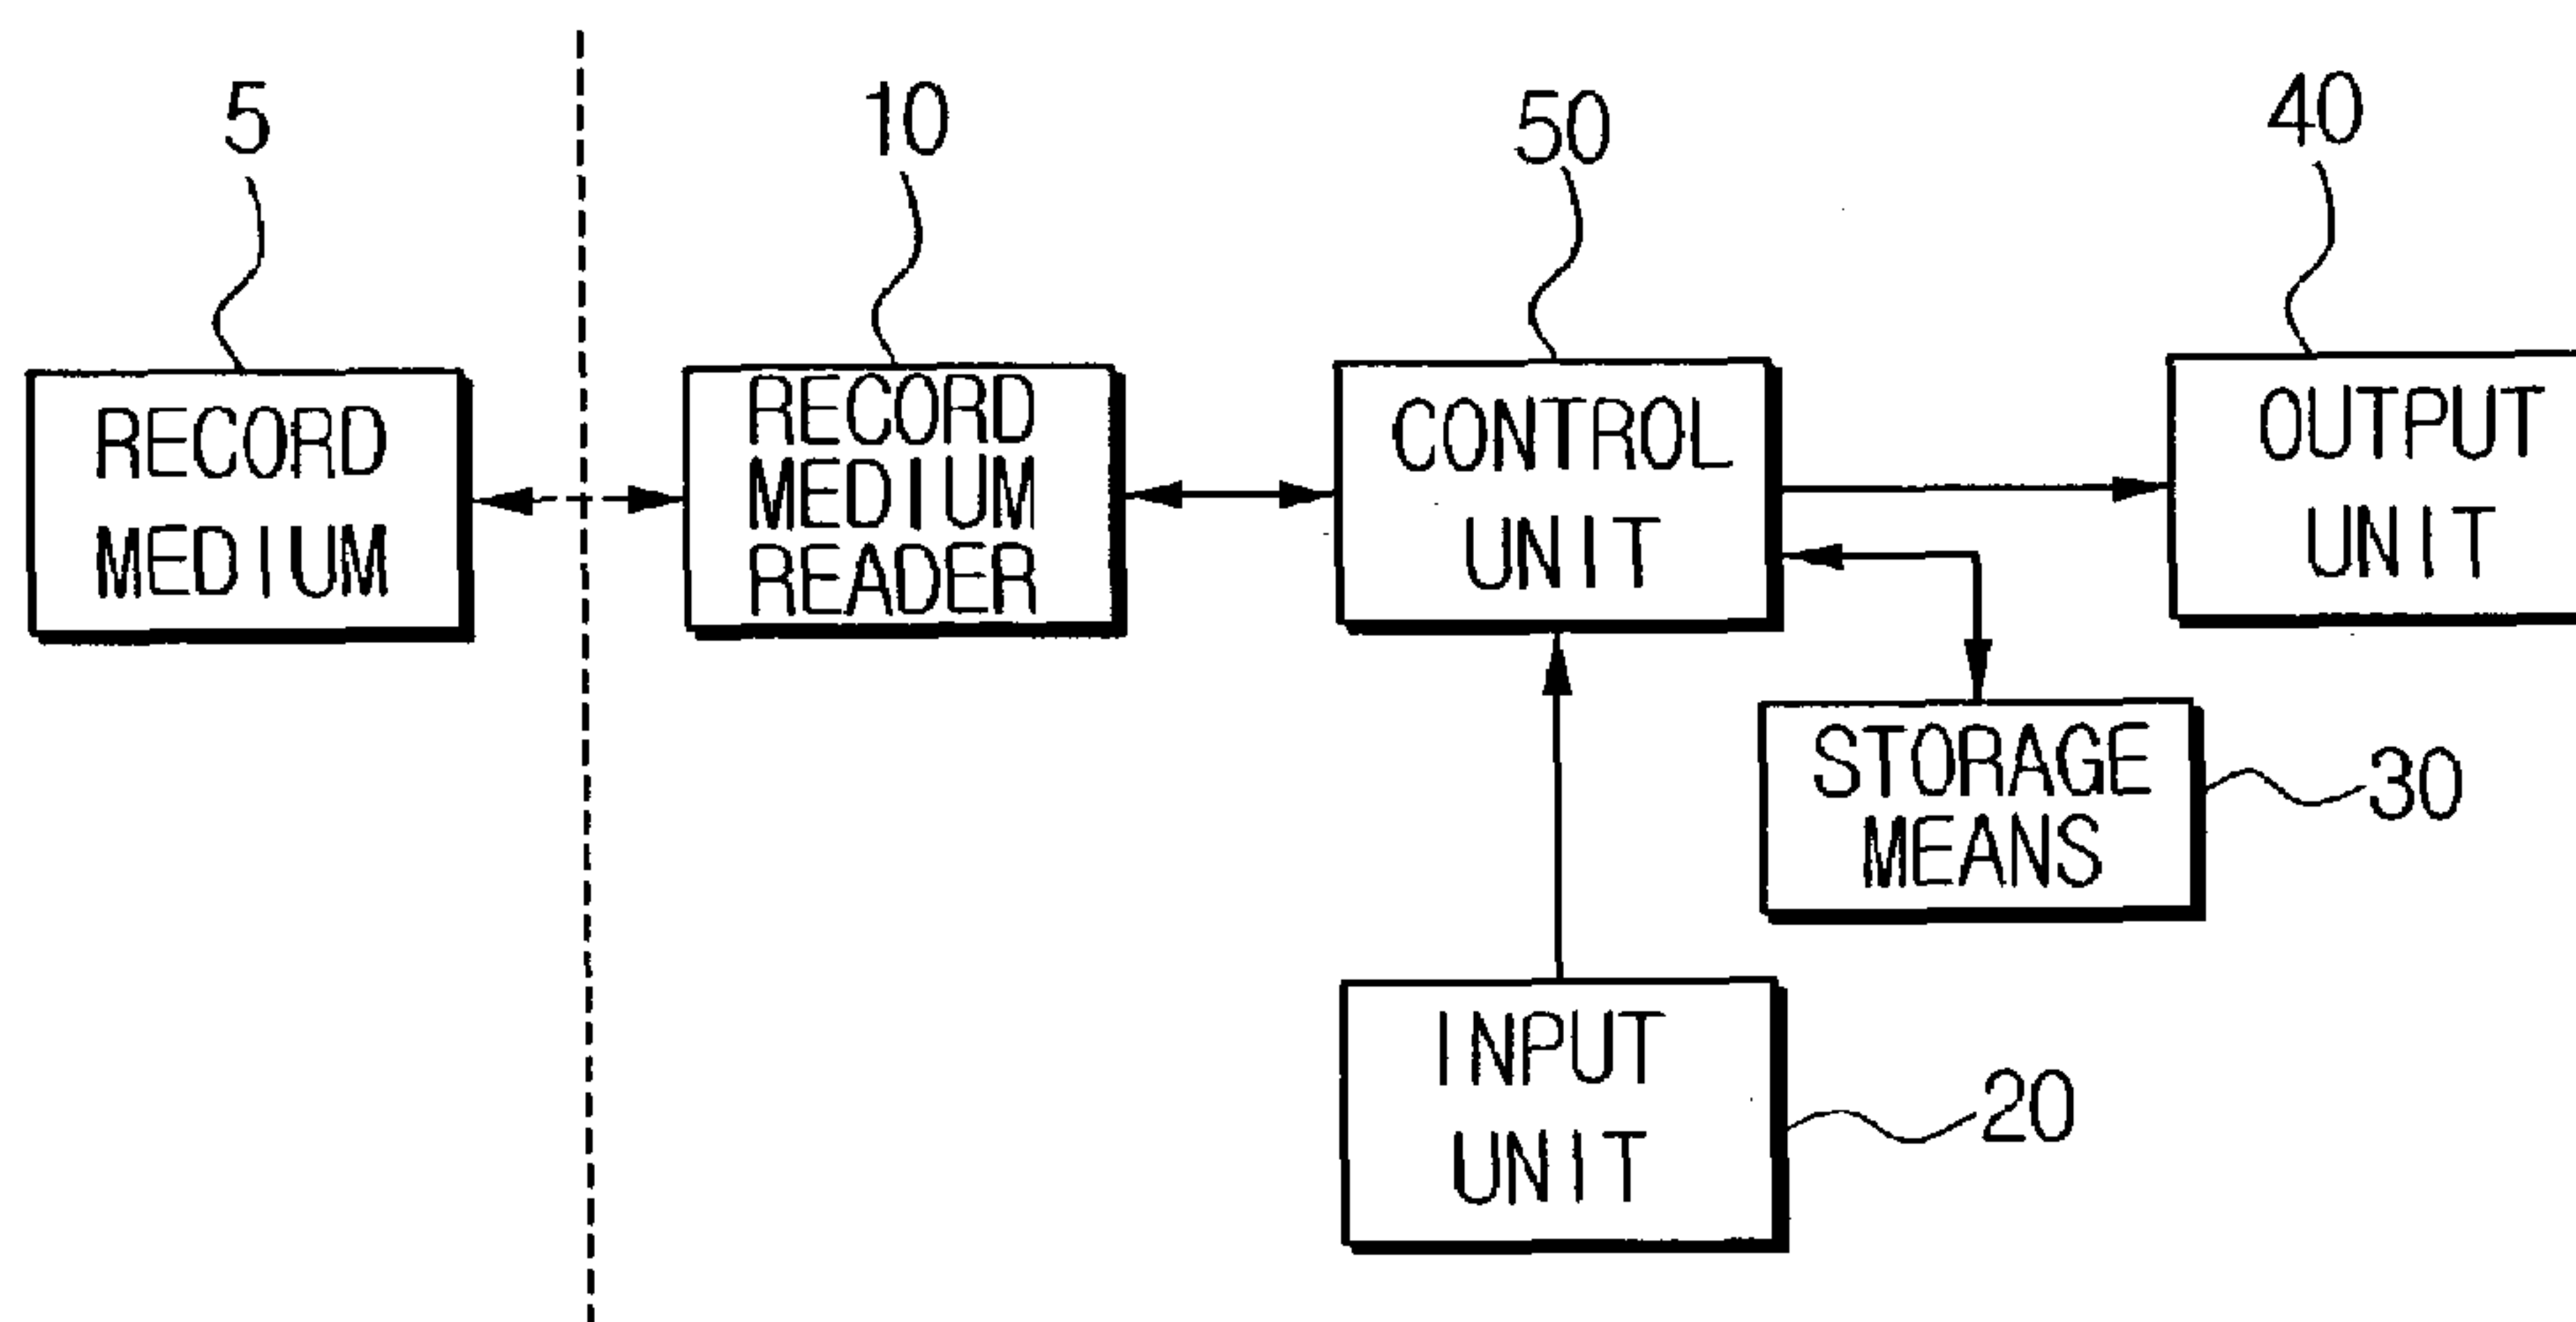 5
10
50
40
RECORD
MEDIUM
RECORD
MEDIUM
READER
CONTROL
UNIT
OUTPUT
UNIT
STORAGE
MEANS
30
INPUT
UNIT
20